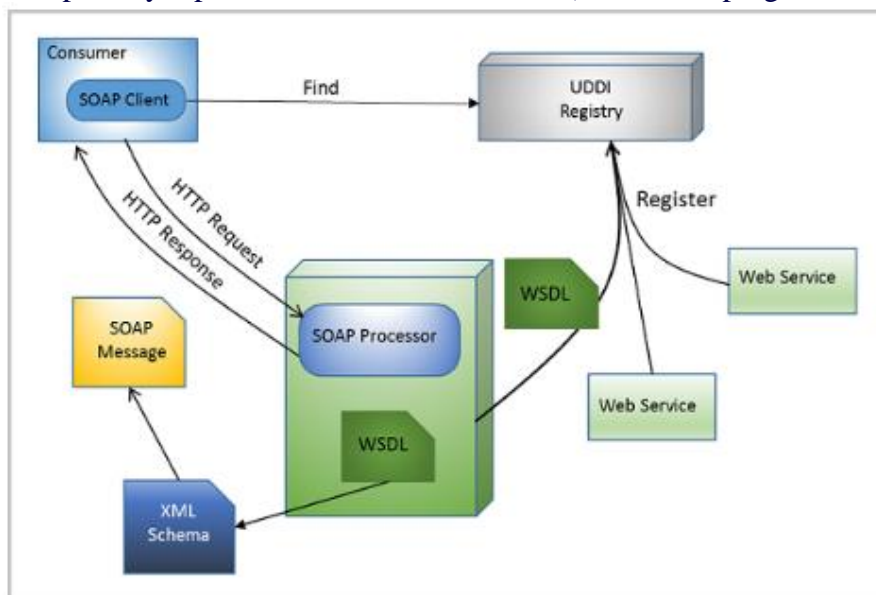 Consumer
SOAP Client
Find
UDDI
Registry
HTTP Request
HTTP Response
Register
WSDL
Web Service
SOAP Processor
SOAP
Message
Web Service
WSDL
XML
Schema